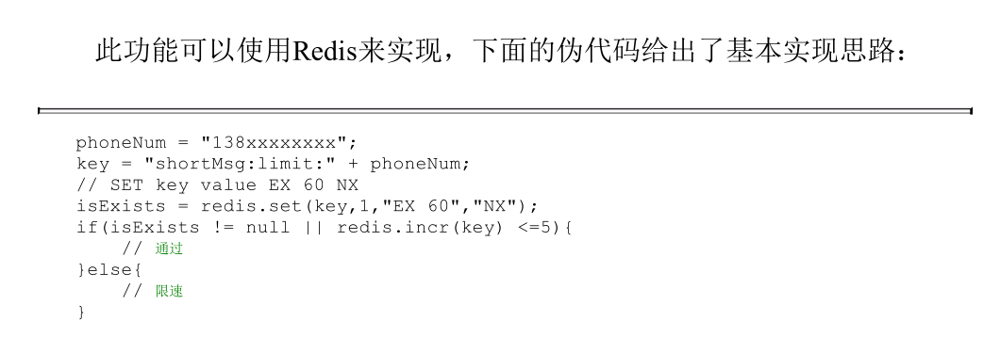 此功能可以使用Redis来实现，下面的伪代码给出了基本实现思路：
phoneNum = "138xxxxxxxx";
key = "shortMsg:limit:" + phoneNum;
// SET key value EX 60 NX
isExists = redis.set(key,1,"EX 60","NX");
if(isExists != null || redis.incr(key) <=5){
    // 通过
}else{
    // 限速
}